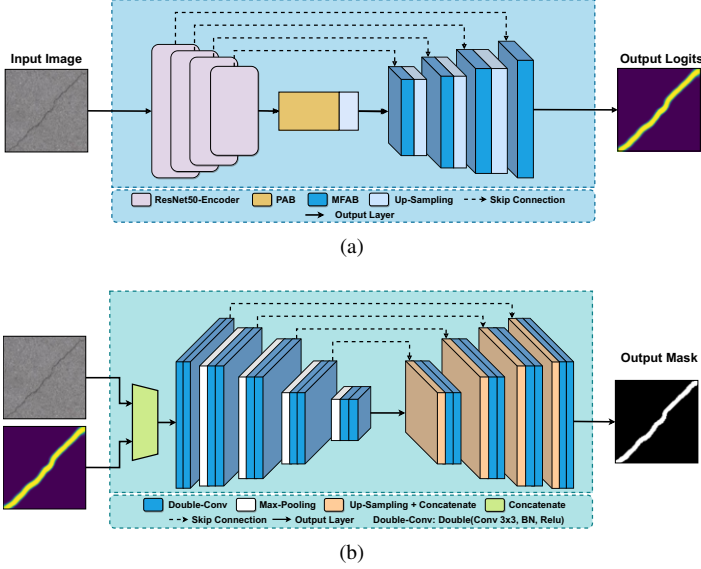 Input Image
Output Logits
ResNet50-Encoder PAB MFAB Up-Sampling Skip Connection
Output Layer
(a)
Output Mask
Double-Conv Max-Pooling Up-Sampling + Concatenate Concatenate
Skip Connection Output Layer Double-Conv: Double(Conv 3x3, BN, Relu)
(b)